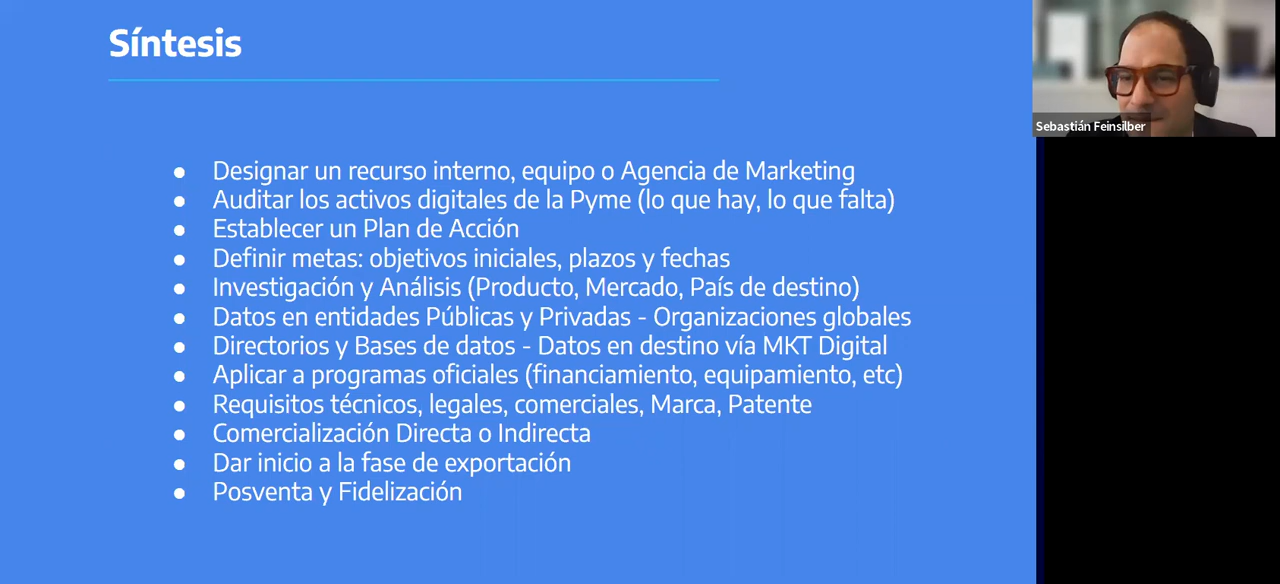 Síntesis
Sebastián Feinsilber
● Designar un recurso interno, equipo o Agencia de Marketing
● Auditar los activos digitales de la Pyme (lo que hay, lo que falta)
● Establecer un Plan de Acción
● Definir metas: objetivos iniciales, plazos y fechas
● Investigación y Análisis (Producto, Mercado, País de destino)
● Datos en entidades Públicas y Privadas - Organizaciones globales
● Directorios y Bases de datos - Datos en destino vía MKT Digital
● Aplicar a programas oficiales (financiamiento, equipamiento, etc)
● Requisitos técnicos, legales, comerciales, Marca, Patente
● Comercialización Directa o Indirecta
● Dar inicio a la fase de exportación
● Posventa y Fidelización